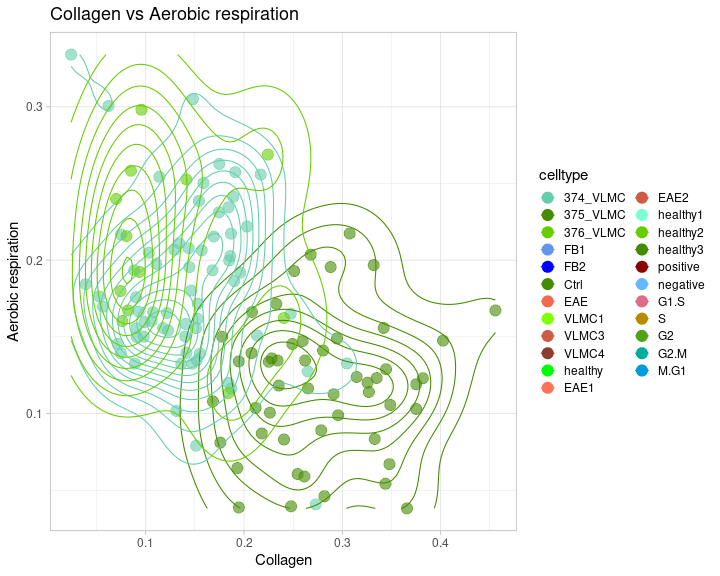 Collagen vs Aerobic respiration
0.3
0.2
0.1
Aerobic respiration
0.1
0.2
0.3
0.4
Collagen
celltype
374_VLMC
375_VLMC
376_VLMC
FB1
FB2
Ctrl
EAE
VLMC1
VLMC3
VLMC4
healthy
EAE1
EAE2
healthy1
healthy2
healthy3
positive
negative
G1.S
S
G2
G2.M
M.G1